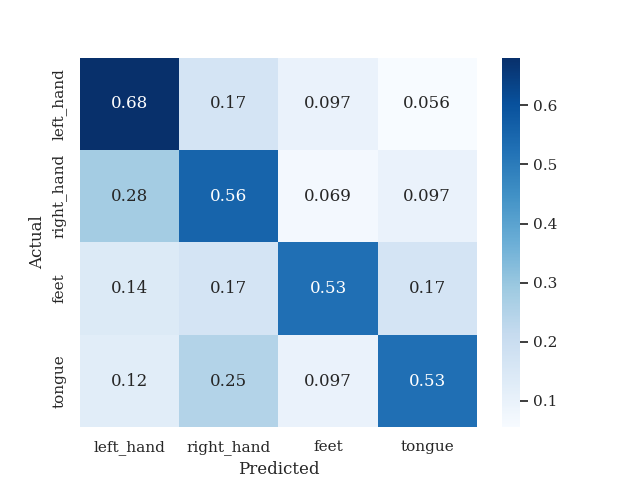 left_hand 0.68 0.17 0.097 0.056
right_hand 0.28 0.56 0.069 0.097
feet 0.14 0.17 0.53 0.17
tongue 0.12 0.25 0.097 0.53
Actual
left_hand right_hand feet tongue
Predicted
0.6
0.5
0.4
0.3
0.2
0.1